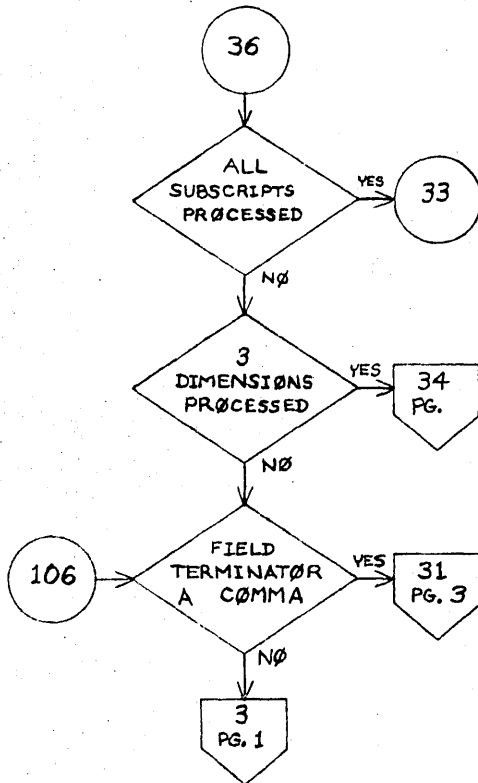 36
ALL
SUBSCRIPTS
PRØCESSED
YES
33
NØ
3
DIMENSIØNS
PRØCESSED
YES
34
PG.
NØ
106
FIELD
TERMINATØR
A CØMMA
YES
31
PG. 3
NØ
3
PG. 1